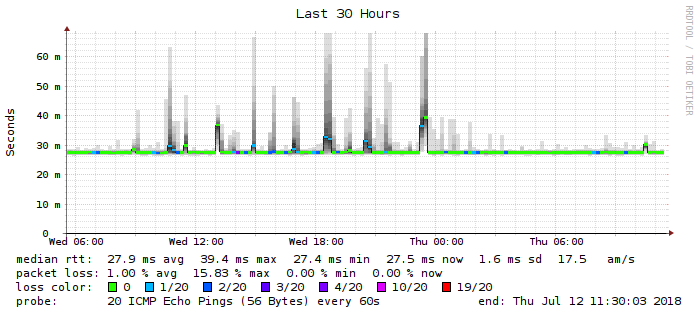 Last 30 Hours
RRDTOOL / TOBI OETIKER
Seconds
60 m
50 m
40 m
30 m
20 m
10 m
0
Wed 06:00 Wed 12:00 Wed 18:00 Thu 00:00 Thu 06:00
median rtt: 27.9 ms avg 39.4 ms max 27.4 ms min 27.5 ms now 1.6 ms sd 17.5 am/s
packet loss: 1.00 % avg 15.83 % max 0.00 % min 0.00 % now
loss color: 0 1/20 2/20 3/20 4/20 10/20 19/20
probe: 20 ICMP Echo Pings (56 Bytes) every 60s end: Thu Jul 12 11:30:03 2018